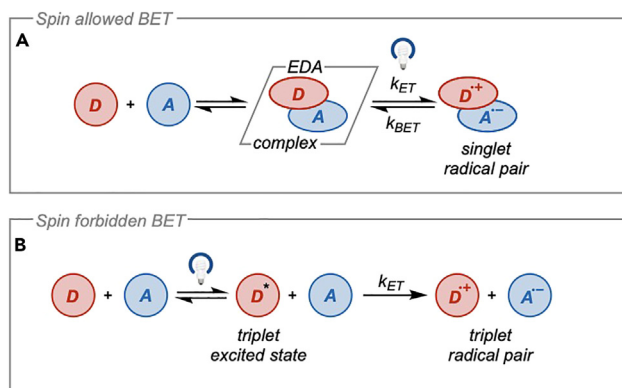 Spin allowed BET
A
D + A
EDA
D
A
complex
k_ET
k_BET
D•+
A•−
singlet
radical pair
Spin forbidden BET
B
D + A
D* + A
k_ET
D•+ + A•−
triplet
excited state
triplet
radical pair